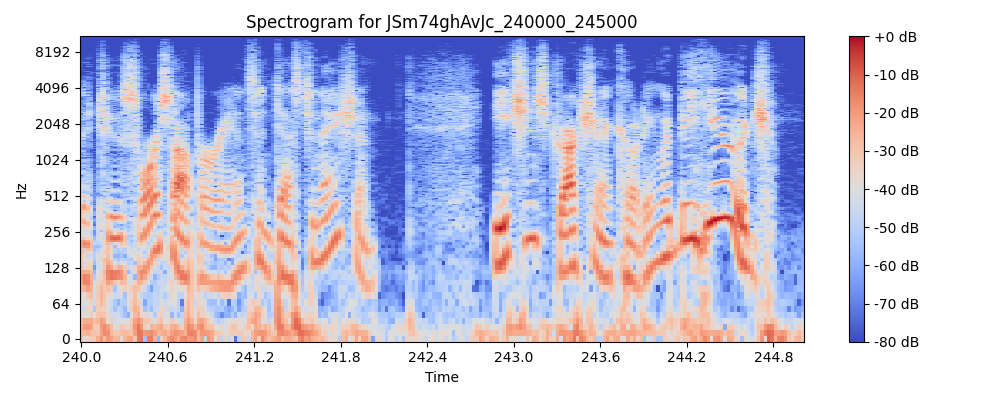 Spectrogram for JSm74ghAvJc_240000_245000
Hz
8192
4096
2048
1024
512
256
128
64
0
240.0 240.6 241.2 241.8 242.4 243.0 243.6 244.2 244.8
Time
+0 dB
-10 dB
-20 dB
-30 dB
-40 dB
-50 dB
-60 dB
-70 dB
-80 dB